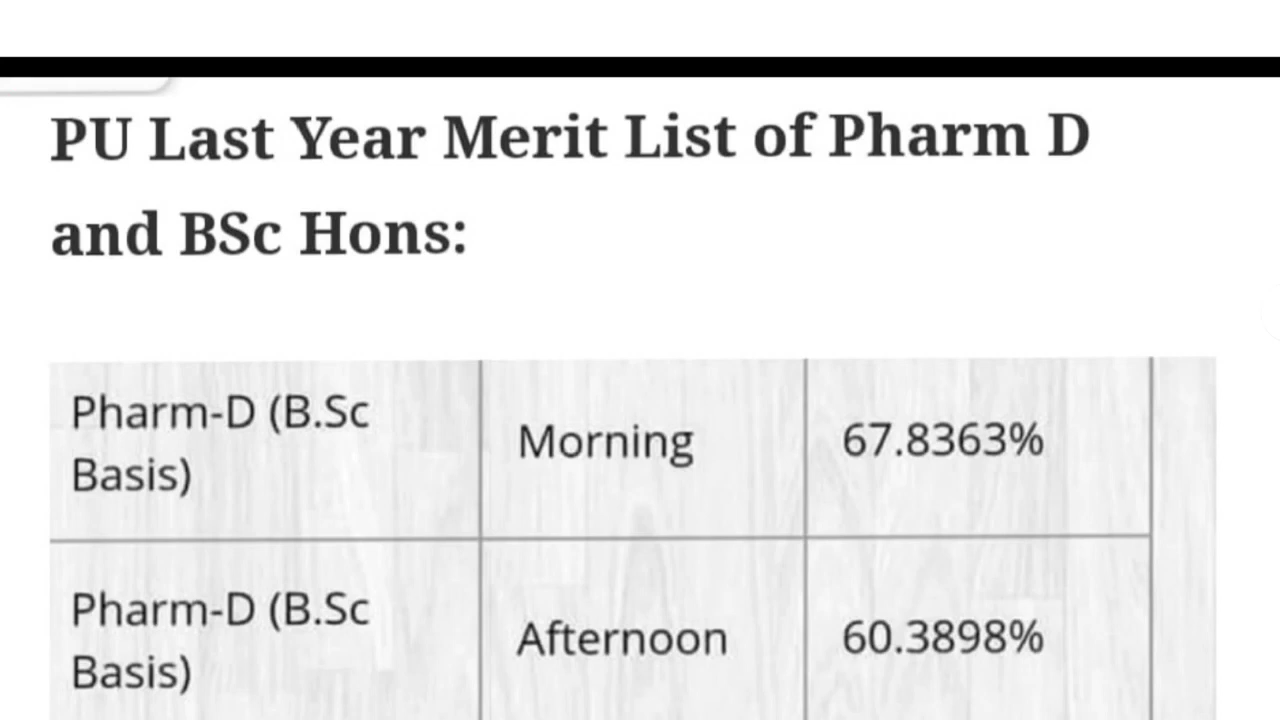 PU Last Year Merit List of Pharm D
and BSc Hons:
Pharm-D (B.Sc
Basis)
Morning
67.8363%
Pharm-D (B.Sc
Basis)
Afternoon
60.3898%